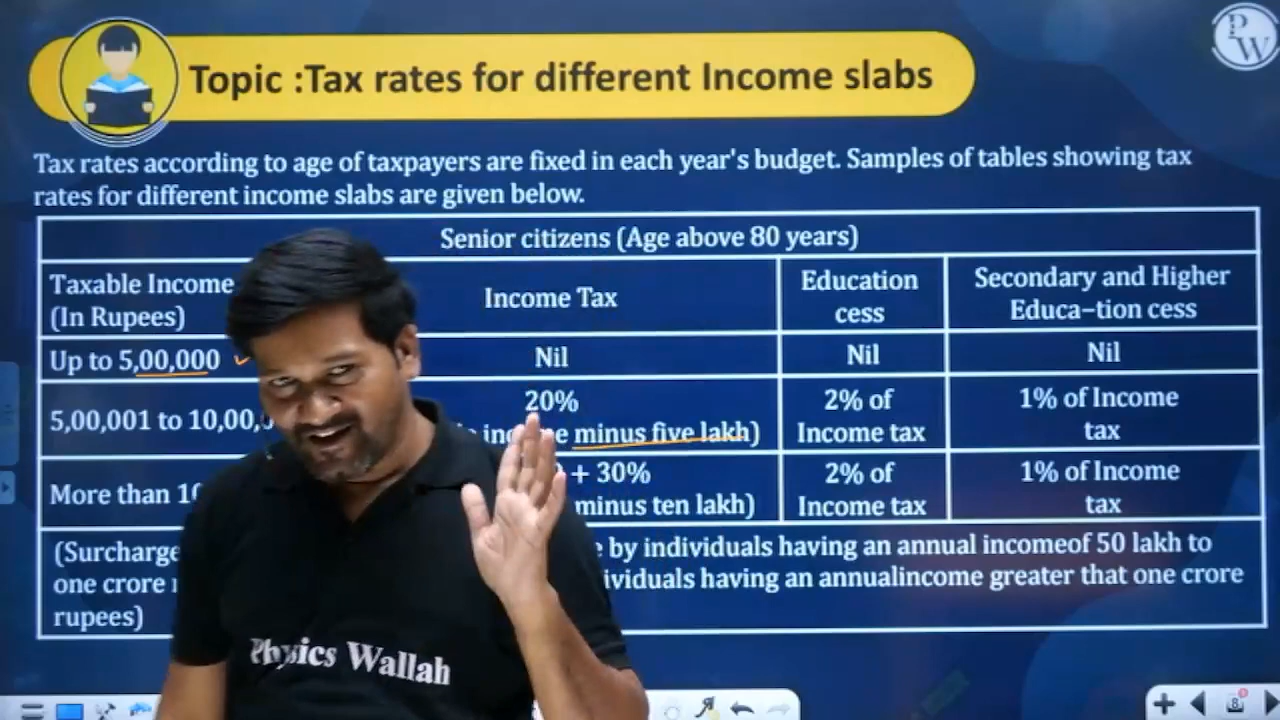 PW
Topic :Tax rates for different Income slabs
Tax rates according to age of taxpayers are fixed in each year's budget. Samples of tables showing tax
rates for different income slabs are given below.
Senior citizens (Age above 80 years)
Taxable Income
(In Rupees)
Income Tax
Education
cess
Secondary and Higher
Educa-tion cess
Up to 5,00,000
Nil
Nil
Nil
5,00,001 to 10,00,
20%
minus five lakh)
2% of
Income tax
1% of Income
tax
More than
+ 30%
minus ten lakh)
2% of
Income tax
1% of Income
tax
(Surcharge
by individuals having an annual incomeof 50 lakh to
one crore
having an annualincome greater that one crore
rupees)
Physics Wallah
8